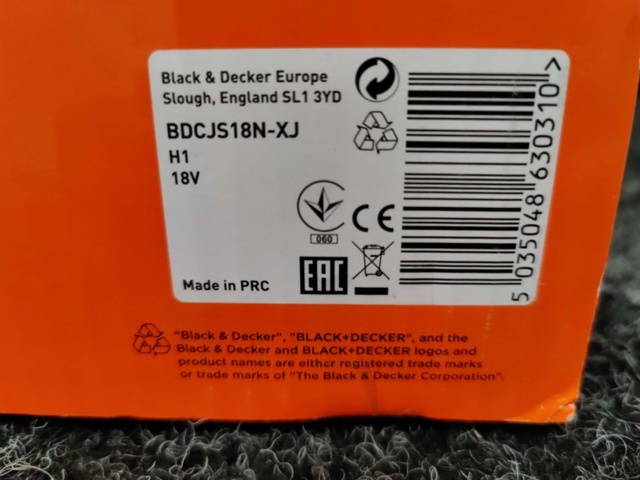 Black & Decker Europe
Slough, England SL1 3YD
BDCJS18N-XJ
H1
18V
060
CE
EAC
Made in PRC
5 035048 630310 >
"Black & Decker", "BLACK+DECKER", and the
Black & Decker and BLACK+DECKER logos and
product names are either registered trade marks
or trade marks of "The Black & Decker Corporation".